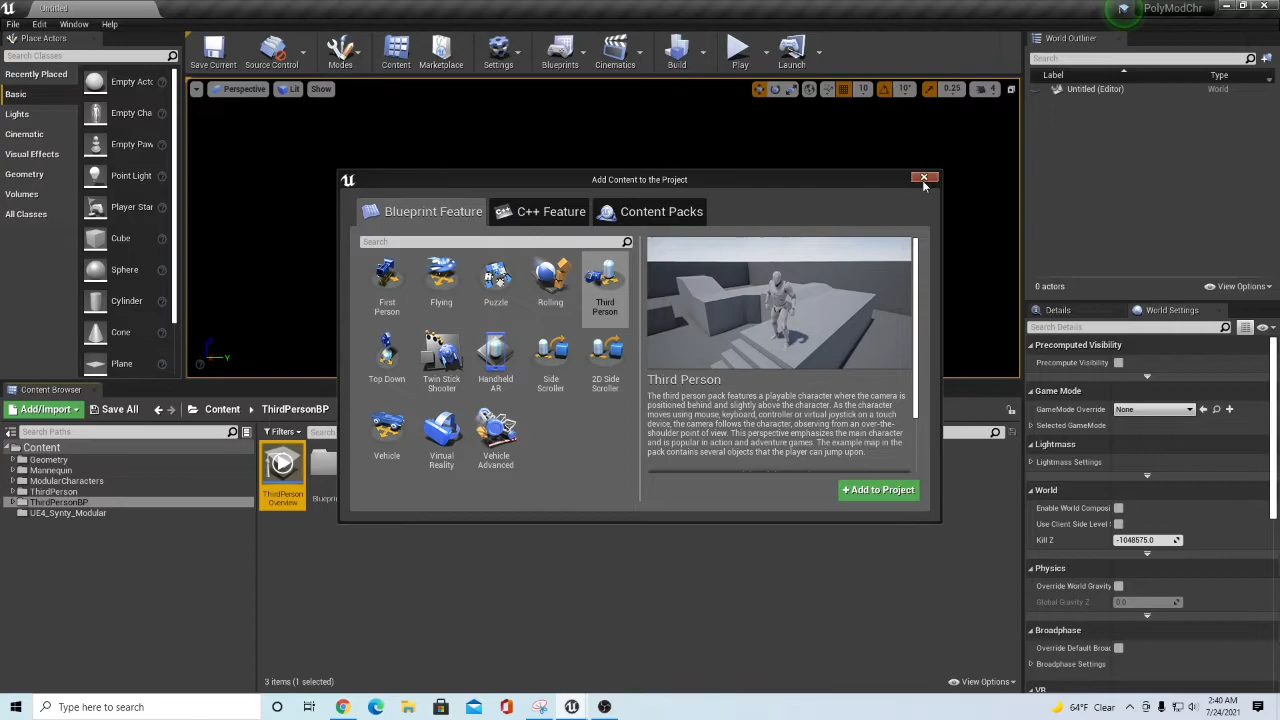 Untitled
PolyModChr
File
Edit
Window
Help
Place Actors
Search Classes
Recently Placed
Basic
Lights
Cinematic
Visual Effects
Geometry
Volumes
All Classes
Empty Acto
Empty Cha
Empty Paw
Point Light
Player Star
Cube
Sphere
Cylinder
Cone
Plane
Save Current
Source Control
Modes
Content
Marketplace
Settings
Blueprints
Cinematics
Build
Play
Launch
Perspective
Lit
Show
10
10°
0.25
4
Y
World Outliner
Search...
Label
Type
Untitled (Editor)
World
0 actors
View Options
Add Content to the Project
Blueprint Feature
C++ Feature
Content Packs
Search
First Person
Flying
Puzzle
Rolling
Third Person
Top Down
Twin Stick Shooter
Handheld AR
Side Scroller
2D Side Scroller
Vehicle
Virtual Reality
Vehicle Advanced
Third Person
The third person pack features a playable character where the camera is
positioned behind and slightly above the character. As the character
moves using mouse, keyboard, controller or virtual joystick on a touch
device, the camera follows the character, observing from an over-the-
shoulder point of view. This perspective emphasizes the main character
and is popular in action and adventure games. The example map in the
pack contains several objects that the player can jump upon.
+ Add to Project
Details
World Settings
Search Details
Precomputed Visibility
Precompute Visibility
Game Mode
GameMode Override
None
Selected GameMode
Lightmass
Lightmass Settings
World
Enable World Composi
Use Client Side Level
Kill Z
-1048575.0
Physics
Override World Gravity
Global Gravity Z
0.0
Broadphase
Override Default Broad
Broadphase Settings
VR
Content Browser
Add/Import
Save All
Content
ThirdPersonBP
Search Paths
Filters
Search
Content
Geometry
Mannequin
ModularCharacters
ThirdPerson
ThirdPersonBP
UE4_Synty_Modular
ThirdPerson Overview
Blueprin
3 items (1 selected)
View Options
Type here to search
64°F Clear
2:40 AM
7/24/2021
3